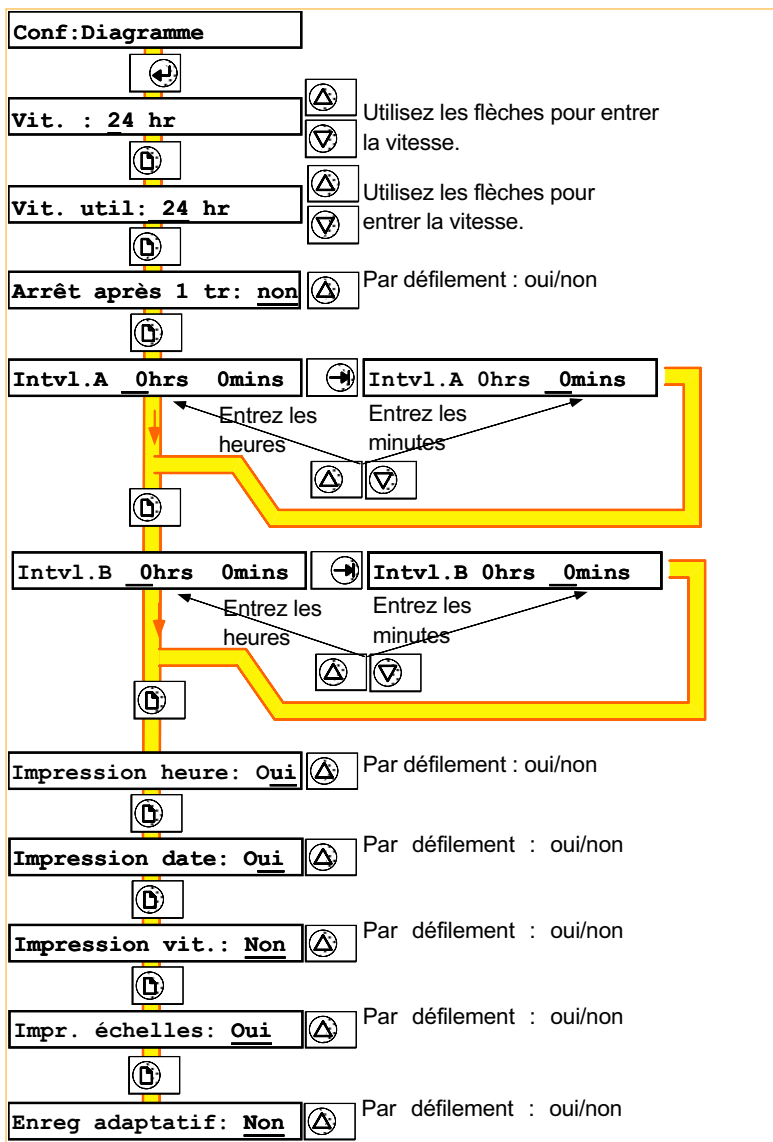 Conf:Diagramme
Vit. : 24 hr
Utilisez les flèches pour entrer
la vitesse.
Vit. util: 24 hr
Utilisez les flèches pour
entrer la vitesse.
Arrêt après 1 tr: non
Par défilement : oui/non
Intvl.A 0hrs 0mins
Intvl.A 0hrs 0mins
Entrez les
heures
Entrez les
minutes
Intvl.B 0hrs 0mins
Intvl.B 0hrs 0mins
Entrez les
heures
Entrez les
minutes
Impression heure: Oui
Par défilement : oui/non
Impression date: Oui
Par défilement : oui/non
Impression vit.: Non
Par défilement : oui/non
Impr. échelles: Oui
Par défilement : oui/non
Enreg adaptatif: Non
Par défilement : oui/non